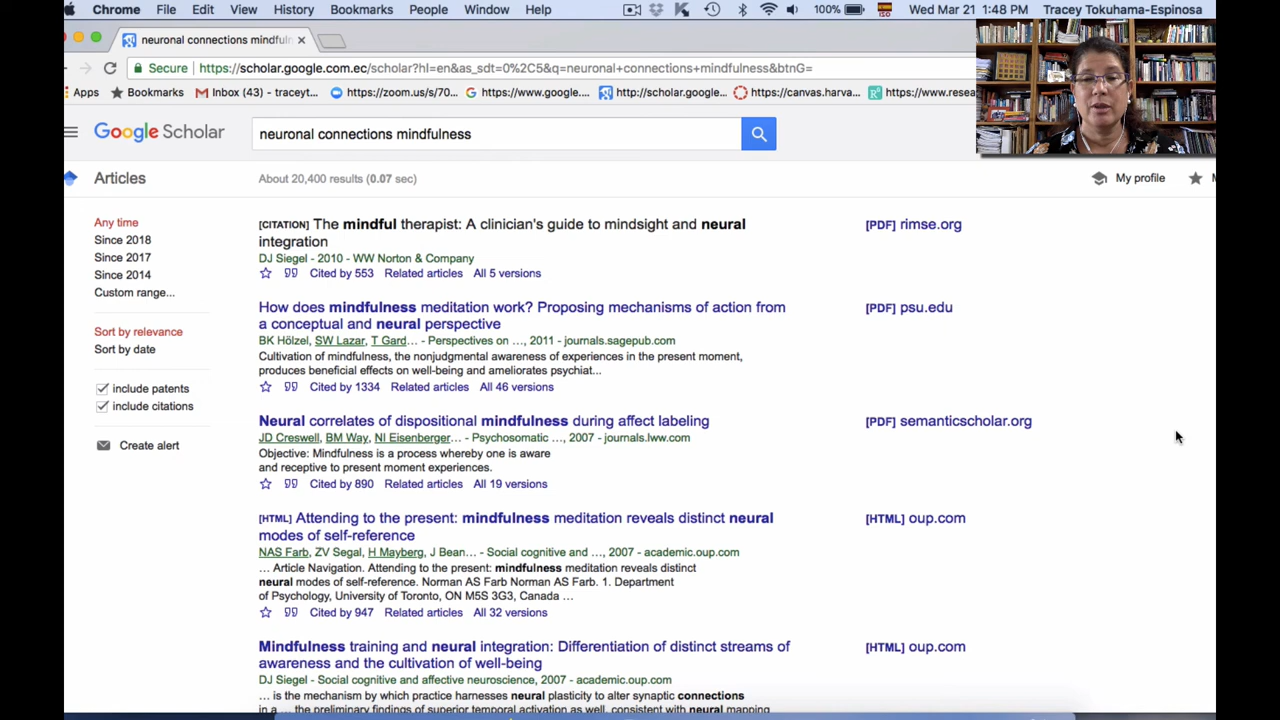 Chrome File Edit View History Bookmarks People Window Help 100% Wed Mar 21 1:48 PM Tracey Tokuhama-Espinosa
neuronal connections mindful
Secure https://scholar.google.com.ec/scholar?hl=en&as_sdt=0%2C5&q=neuronal+connections+mindfulness&btnG=
Apps Bookmarks Inbox (43) - traceyt... https://zoom.us/s/70... https://www.google.... http://scholar.google... https://canvas.harva... https://www.resea
Google Scholar neuronal connections mindfulness
Articles About 20,400 results (0.07 sec) My profile
Any time
Since 2018
Since 2017
Since 2014
Custom range...
Sort by relevance
Sort by date
include patents
include citations
Create alert
[CITATION] The mindful therapist: A clinician's guide to mindsight and neural
integration
DJ Siegel - 2010 - WW Norton & Company
Cited by 553 Related articles All 5 versions
[PDF] rimse.org
How does mindfulness meditation work? Proposing mechanisms of action from
a conceptual and neural perspective
BK Hölzel, SW Lazar, T Gard... - Perspectives on ..., 2011 - journals.sagepub.com
Cultivation of mindfulness, the nonjudgmental awareness of experiences in the present moment,
produces beneficial effects on well-being and ameliorates psychiat...
Cited by 1334 Related articles All 46 versions
[PDF] psu.edu
Neural correlates of dispositional mindfulness during affect labeling
JD Creswell, BM Way, NI Eisenberger... - Psychosomatic ..., 2007 - journals.lww.com
Objective: Mindfulness is a process whereby one is aware
and receptive to present moment experiences.
Cited by 890 Related articles All 19 versions
[PDF] semanticscholar.org
[HTML] Attending to the present: mindfulness meditation reveals distinct neural
modes of self-reference
NAS Farb, ZV Segal, H Mayberg, J Bean... - Social cognitive and ..., 2007 - academic.oup.com
... Article Navigation. Attending to the present: mindfulness meditation reveals distinct
neural modes of self-reference. Norman AS Farb Norman AS Farb. 1. Department
of Psychology, University of Toronto, ON M5S 3G3, Canada ...
Cited by 947 Related articles All 32 versions
[HTML] oup.com
Mindfulness training and neural integration: Differentiation of distinct streams of
awareness and the cultivation of well-being
DJ Siegel - Social cognitive and affective neuroscience, 2007 - academic.oup.com
... is the mechanism by which practice harnesses neural plasticity to alter synaptic connections
in a ... the preliminary findings of superior temporal activation as well, consistent with neural mapping
[HTML] oup.com